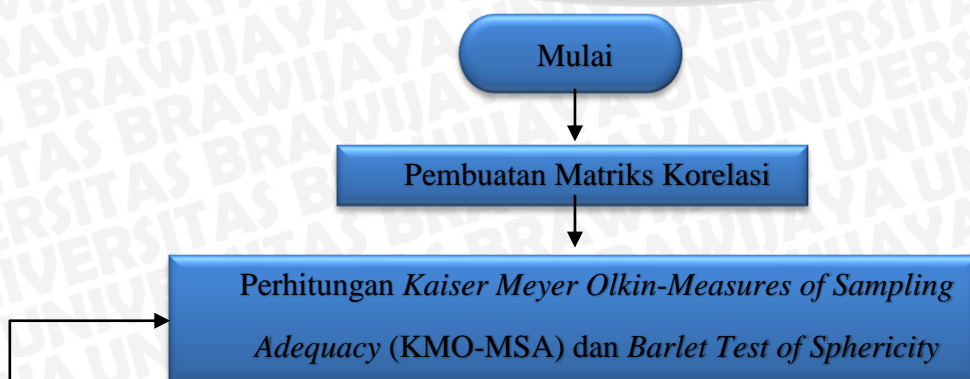 Mulai
Pembuatan Matriks Korelasi
Perhitungan Kaiser Meyer Olkin-Measures of Sampling
Adequacy (KMO-MSA) dan Barlet Test of Sphericity